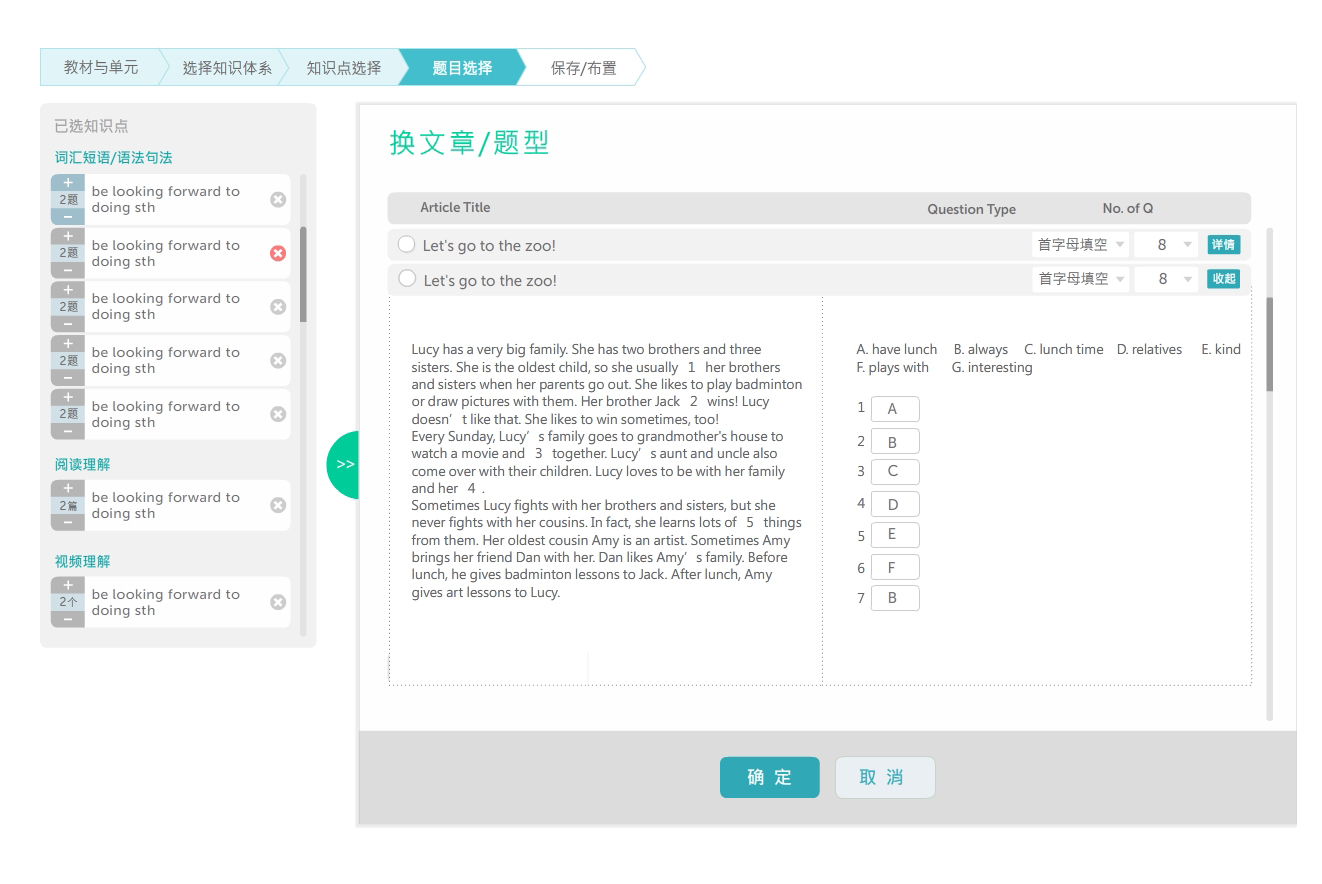 教材与单元 选择知识体系 知识点选择 题目选择 保存/布置
已选知识点
词汇短语/语法句法
+
2题
−
be looking forward to
doing sth
+
2题
−
be looking forward to
doing sth
+
2题
−
be looking forward to
doing sth
+
2题
−
be looking forward to
doing sth
+
2题
−
be looking forward to
doing sth
阅读理解
+
2篇
−
be looking forward to
doing sth
视频理解
+
2个
−
be looking forward to
doing sth
>>
换文章/题型
Article Title Question Type No. of Q
Let's go to the zoo! 首字母填空 8 详情
Let's go to the zoo! 首字母填空 8 收起
Lucy has a very big family. She has two brothers and three
sisters. She is the oldest child, so she usually 1 her brothers
and sisters when her parents go out. She likes to play badminton
or draw pictures with them. Her brother Jack 2 wins! Lucy
doesn’ t like that. She likes to win sometimes, too!
Every Sunday, Lucy’ s family goes to grandmother's house to
watch a movie and 3 together. Lucy’ s aunt and uncle also
come over with their children. Lucy loves to be with her family
and her 4 .
Sometimes Lucy fights with her brothers and sisters, but she
never fights with her cousins. In fact, she learns lots of 5 things
from them. Her oldest cousin Amy is an artist. Sometimes Amy
brings her friend Dan with her. Dan likes Amy’ s family. Before
lunch, he gives badminton lessons to Jack. After lunch, Amy
gives art lessons to Lucy.
A. have lunch B. always C. lunch time D. relatives E. kind
F. plays with G. interesting
1 A
2 B
3 C
4 D
5 E
6 F
7 B
确 定 取 消